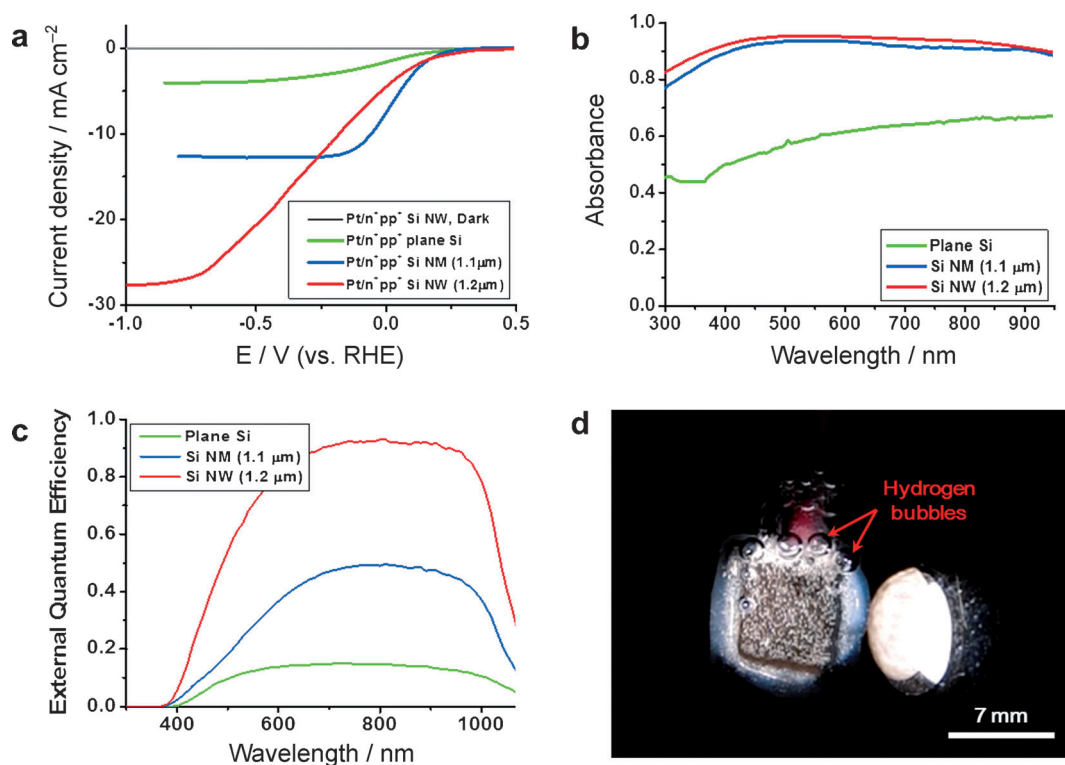 a
Current density / mA cm⁻²
0
-10
-20
-30
-1.0 -0.5 0.0 0.5
E / V (vs. RHE)
Pt/n⁺pp⁺ Si NW, Dark
Pt/n⁺pp⁺ plane Si
Pt/n⁺pp⁺ Si NM (1.1μm)
Pt/n⁺pp⁺ Si NW (1.2μm)
b
Absorbance
1.0
0.8
0.6
0.4
0.2
0.0
300 400 500 600 700 800 900
Wavelength / nm
Plane Si
Si NM (1.1 μm)
Si NW (1.2 μm)
c
External Quantum Efficiency
1.0
0.8
0.6
0.4
0.2
0.0
400 600 800 1000
Wavelength / nm
Plane Si
Si NM (1.1 μm)
Si NW (1.2 μm)
d
Hydrogen
bubbles
7 mm